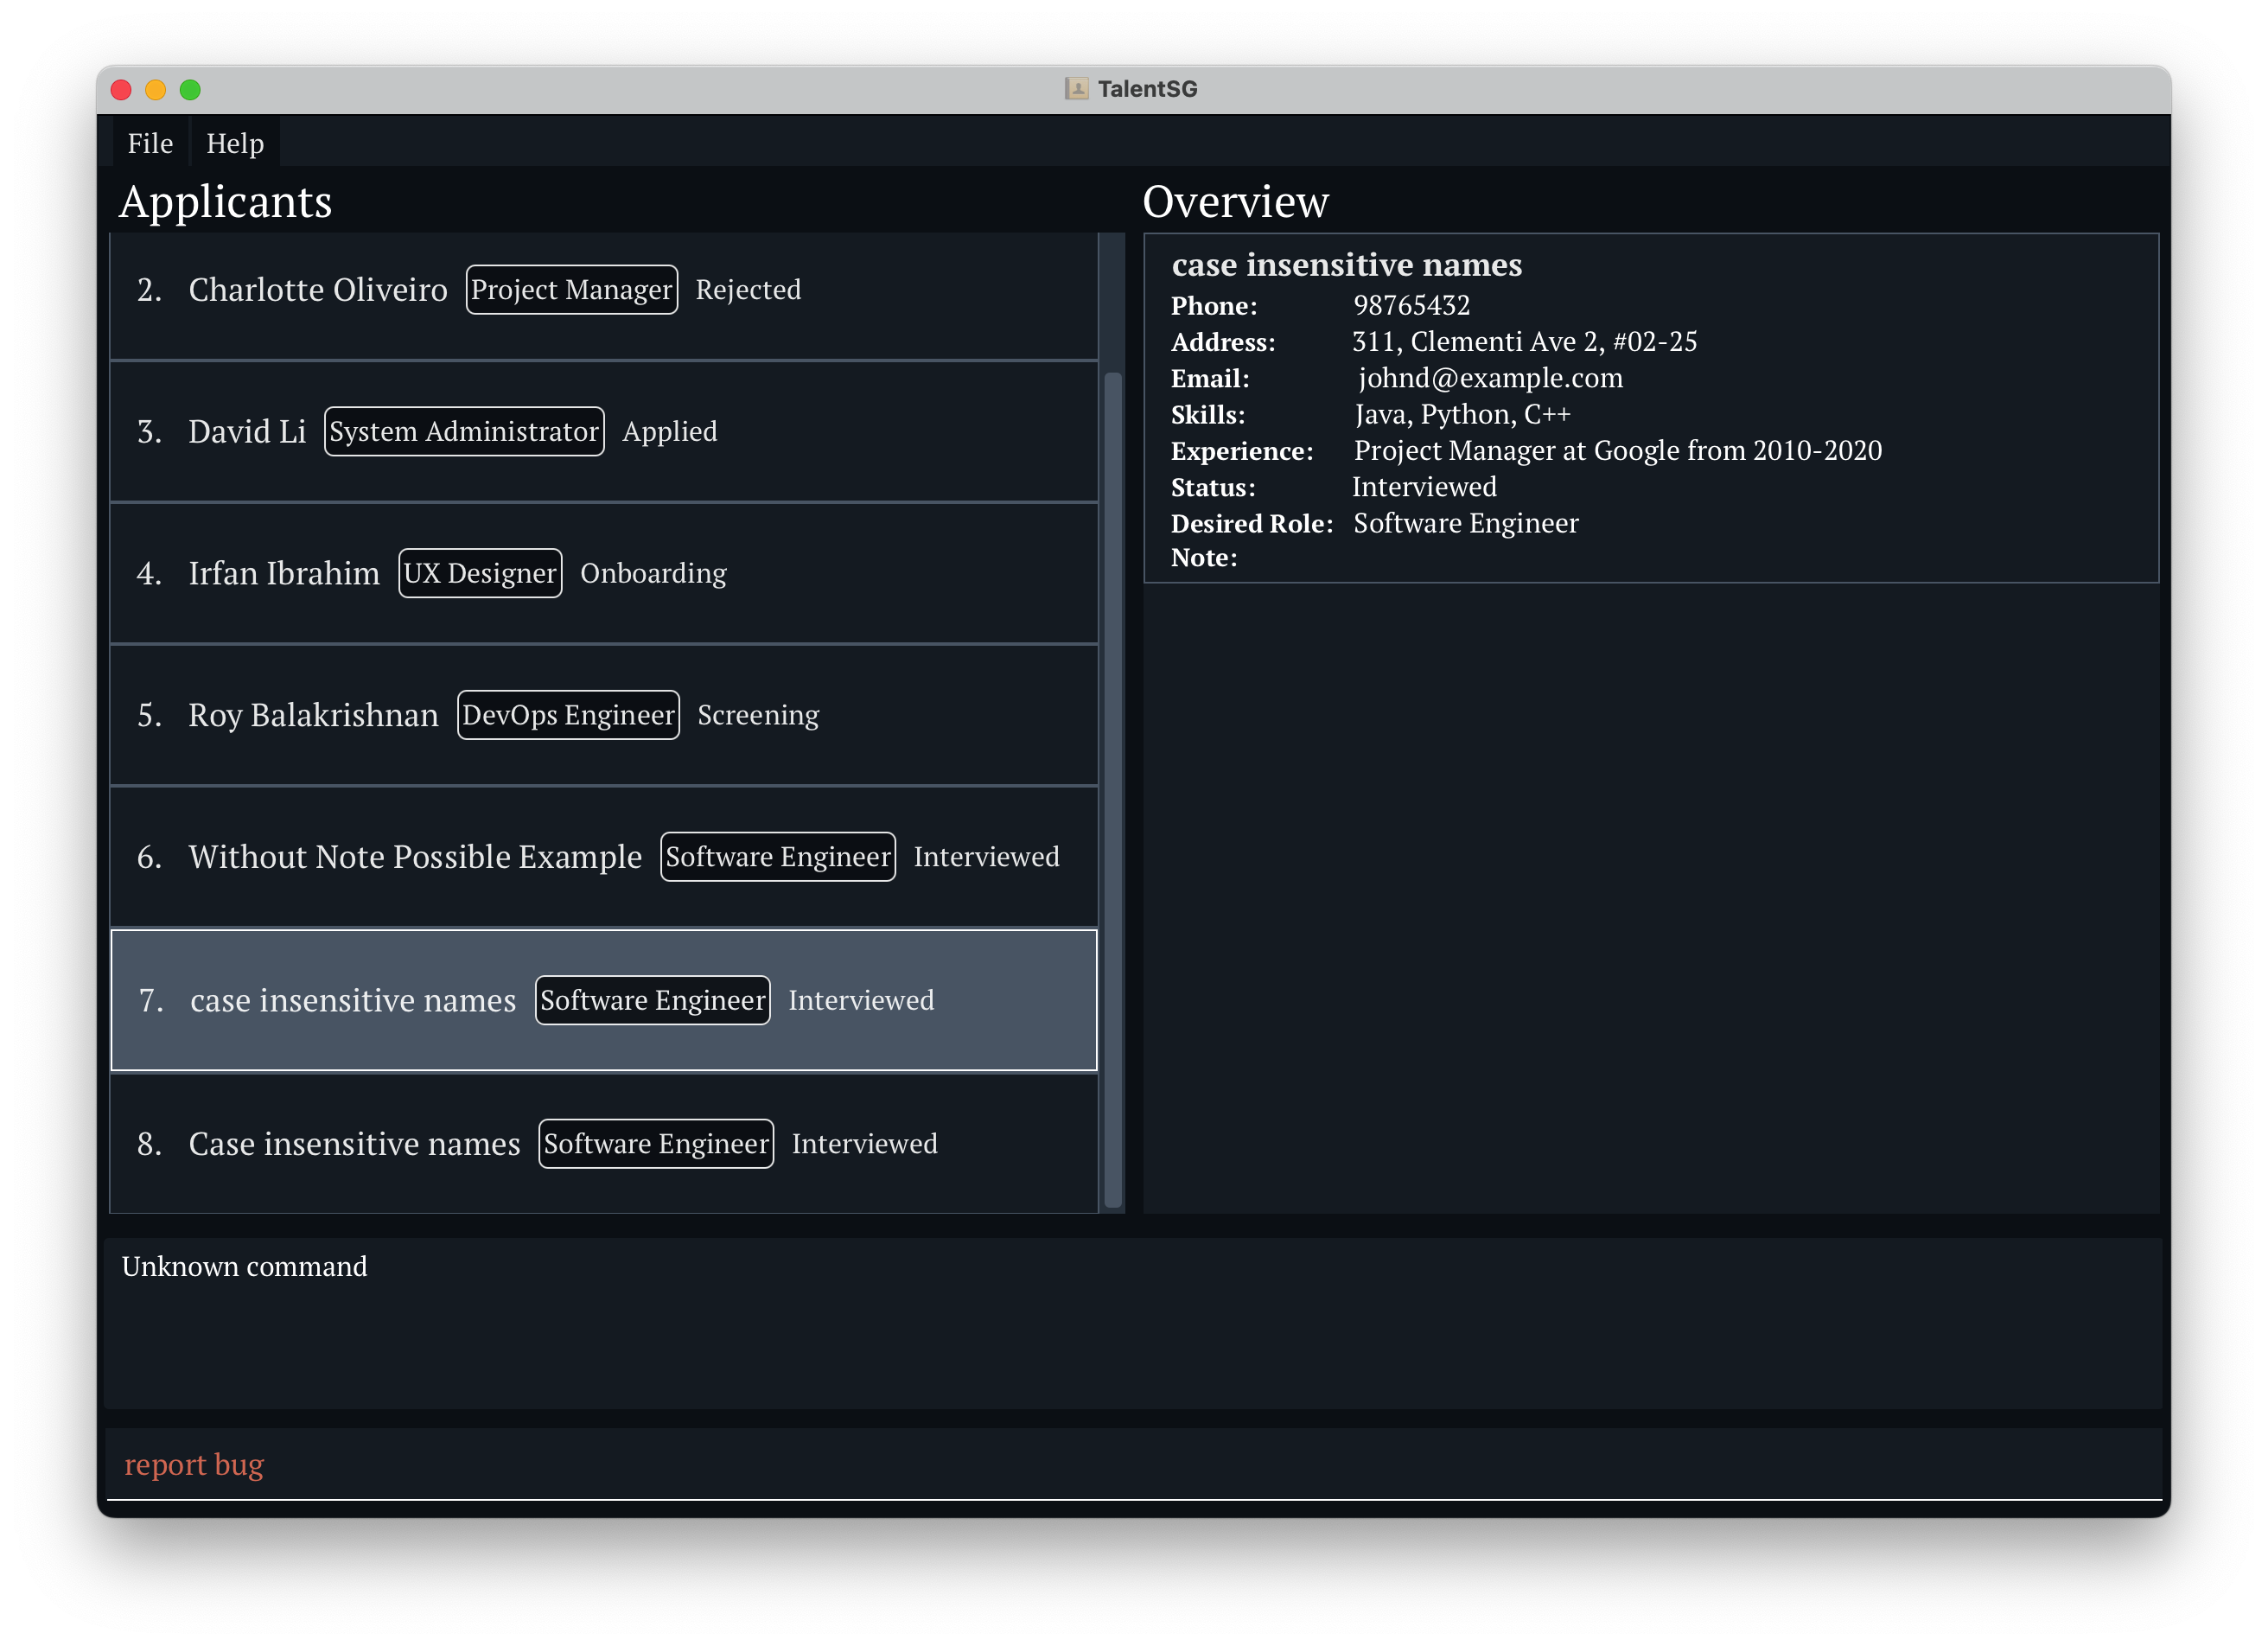 TalentSG
File Help
Applicants
2. Charlotte Oliveiro Project Manager Rejected
3. David Li System Administrator Applied
4. Irfan Ibrahim UX Designer Onboarding
5. Roy Balakrishnan DevOps Engineer Screening
6. Without Note Possible Example Software Engineer Interviewed
7. case insensitive names Software Engineer Interviewed
8. Case insensitive names Software Engineer Interviewed
Overview
case insensitive names
Phone: 98765432
Address: 311, Clementi Ave 2, #02-25
Email: johnd@example.com
Skills: Java, Python, C++
Experience: Project Manager at Google from 2010-2020
Status: Interviewed
Desired Role: Software Engineer
Note:
Unknown command
report bug